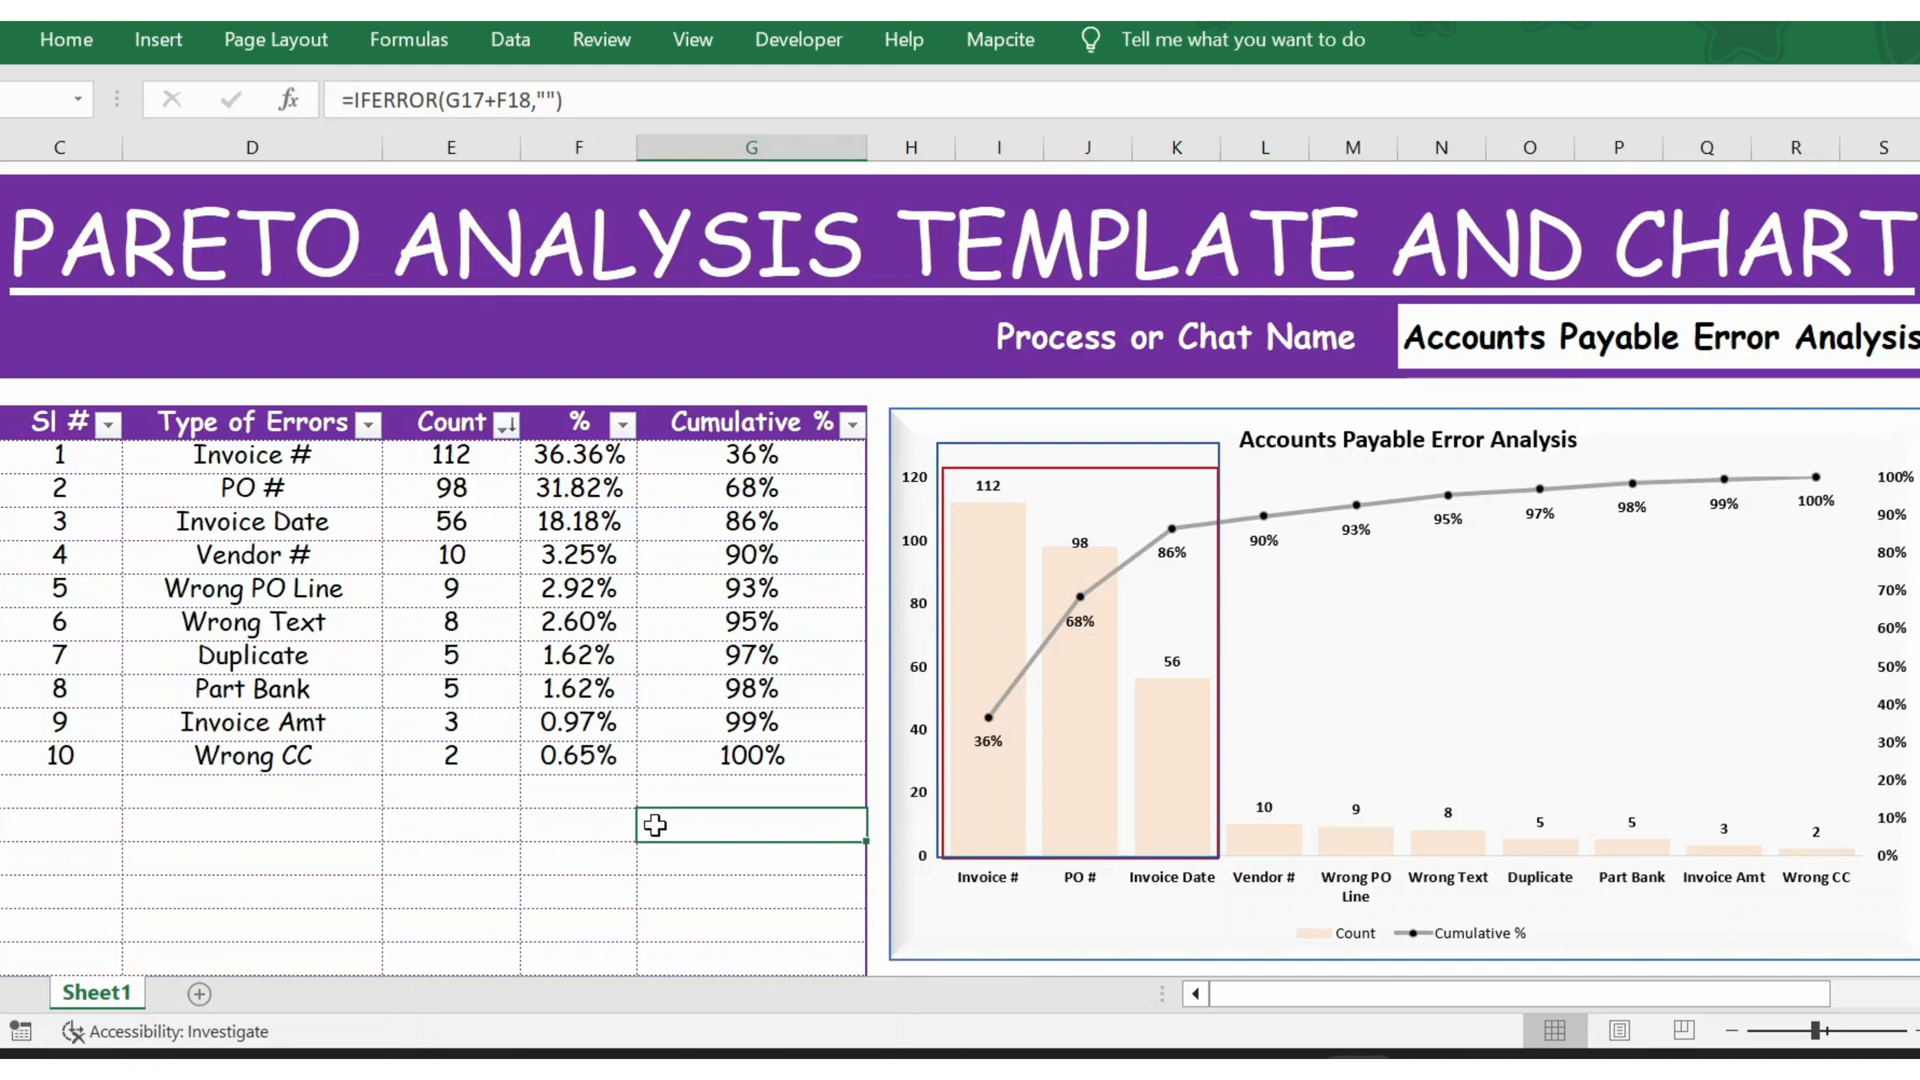 Home Insert Page Layout Formulas Data Review View Developer Help Mapcite Tell me what you want to do
fx =IFERROR(G17+F18,"")
C D E F G H I J K L M N O P Q R S
PARETO ANALYSIS TEMPLATE AND CHART
Process or Chat Name Accounts Payable Error Analysis
Sl # Type of Errors Count % Cumulative %
1 Invoice # 112 36.36% 36%
2 PO # 98 31.82% 68%
3 Invoice Date 56 18.18% 86%
4 Vendor # 10 3.25% 90%
5 Wrong PO Line 9 2.92% 93%
6 Wrong Text 8 2.60% 95%
7 Duplicate 5 1.62% 97%
8 Part Bank 5 1.62% 98%
9 Invoice Amt 3 0.97% 99%
10 Wrong CC 2 0.65% 100%
Accounts Payable Error Analysis
120
100
80
60
40
20
0
112
98
56
10
9
8
5
5
3
2
36%
68%
86%
90%
93%
95%
97%
98%
99%
100%
100%
90%
80%
70%
60%
50%
40%
30%
20%
10%
0%
Invoice #
PO #
Invoice Date
Vendor #
Wrong PO
Line
Wrong Text
Duplicate
Part Bank
Invoice Amt
Wrong CC
Count Cumulative %
Sheet1
Accessibility: Investigate